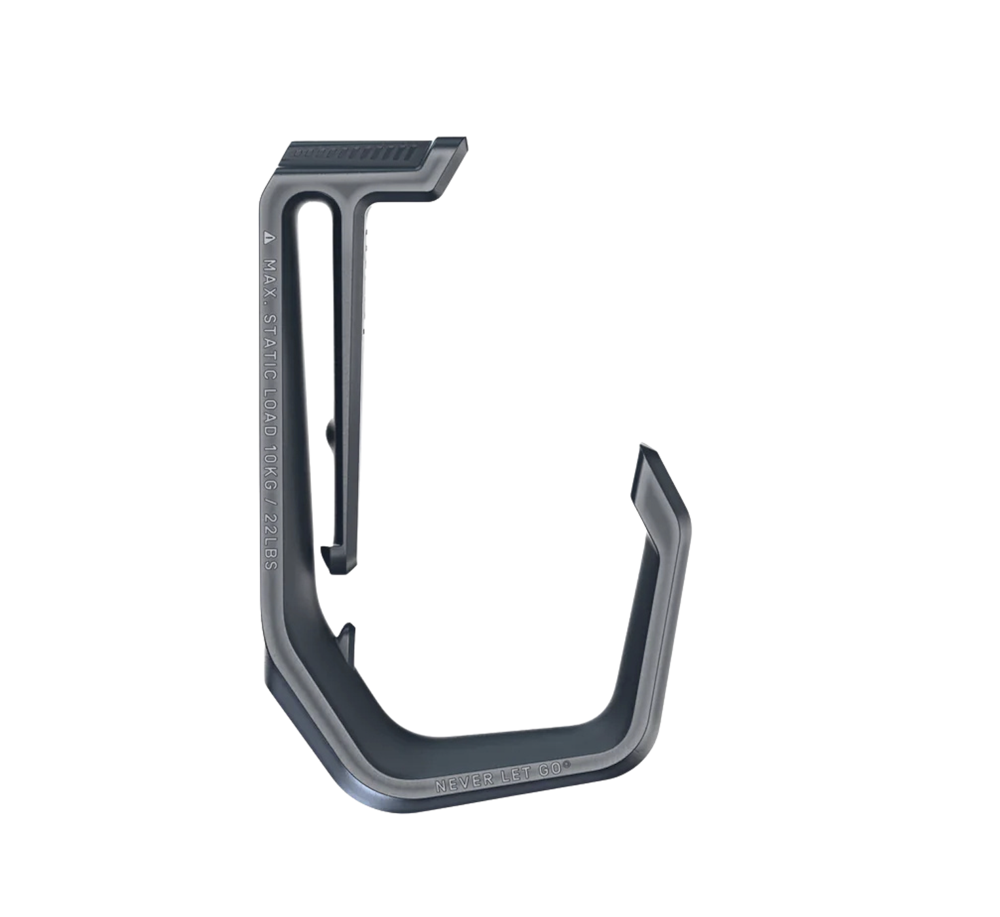 ⚠ MAX. STATIC LOAD 10KG / 22LBS
NEVER LET GO®